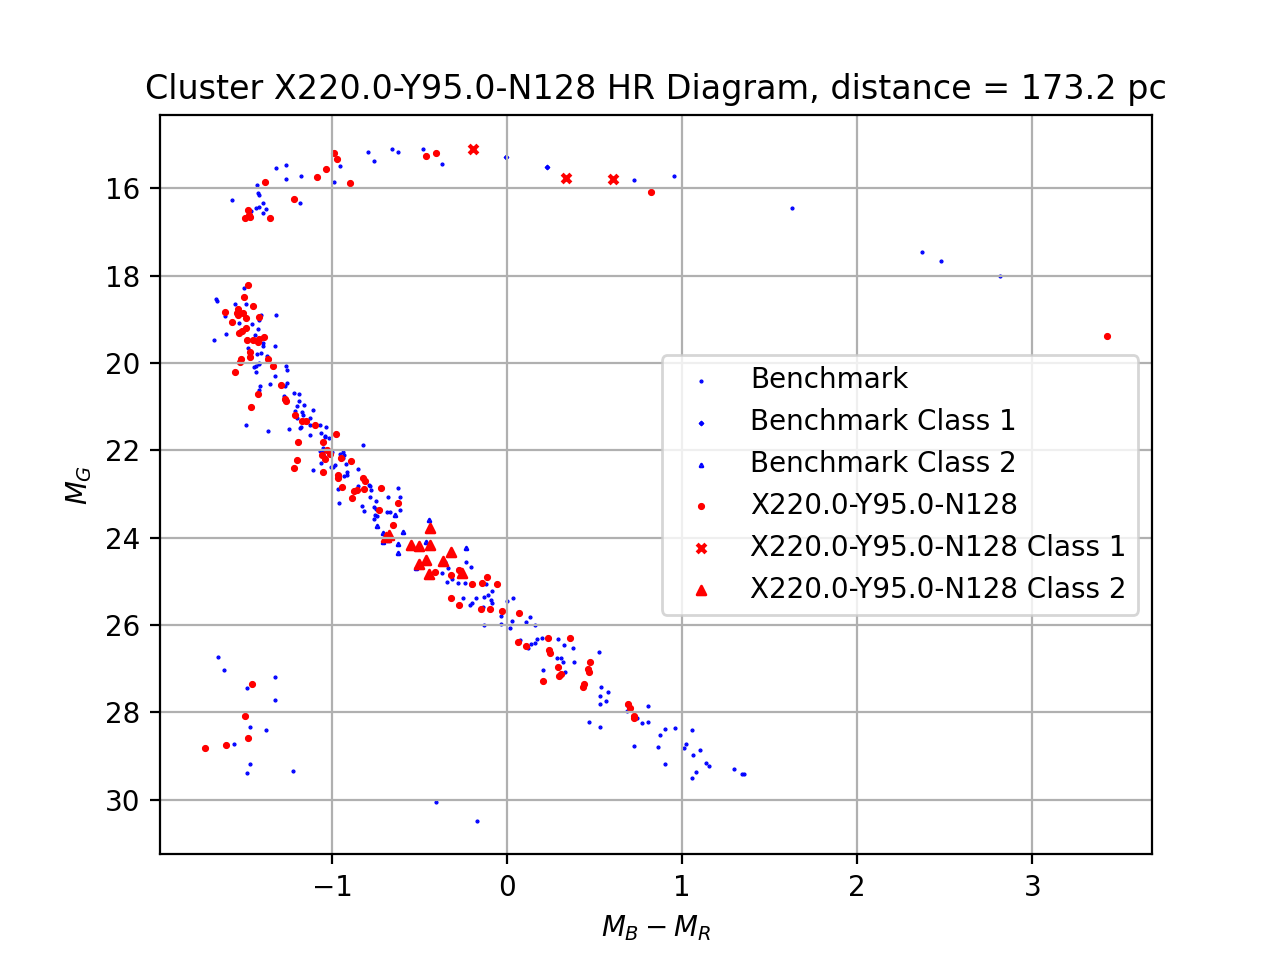 Cluster X220.0-Y95.0-N128 HR Diagram, distance = 173.2 pc
16
18
20
22
24
26
28
30
M_G
Benchmark
Benchmark Class 1
Benchmark Class 2
X220.0-Y95.0-N128
X220.0-Y95.0-N128 Class 1
X220.0-Y95.0-N128 Class 2
−1 0 1 2 3
M_B − M_R